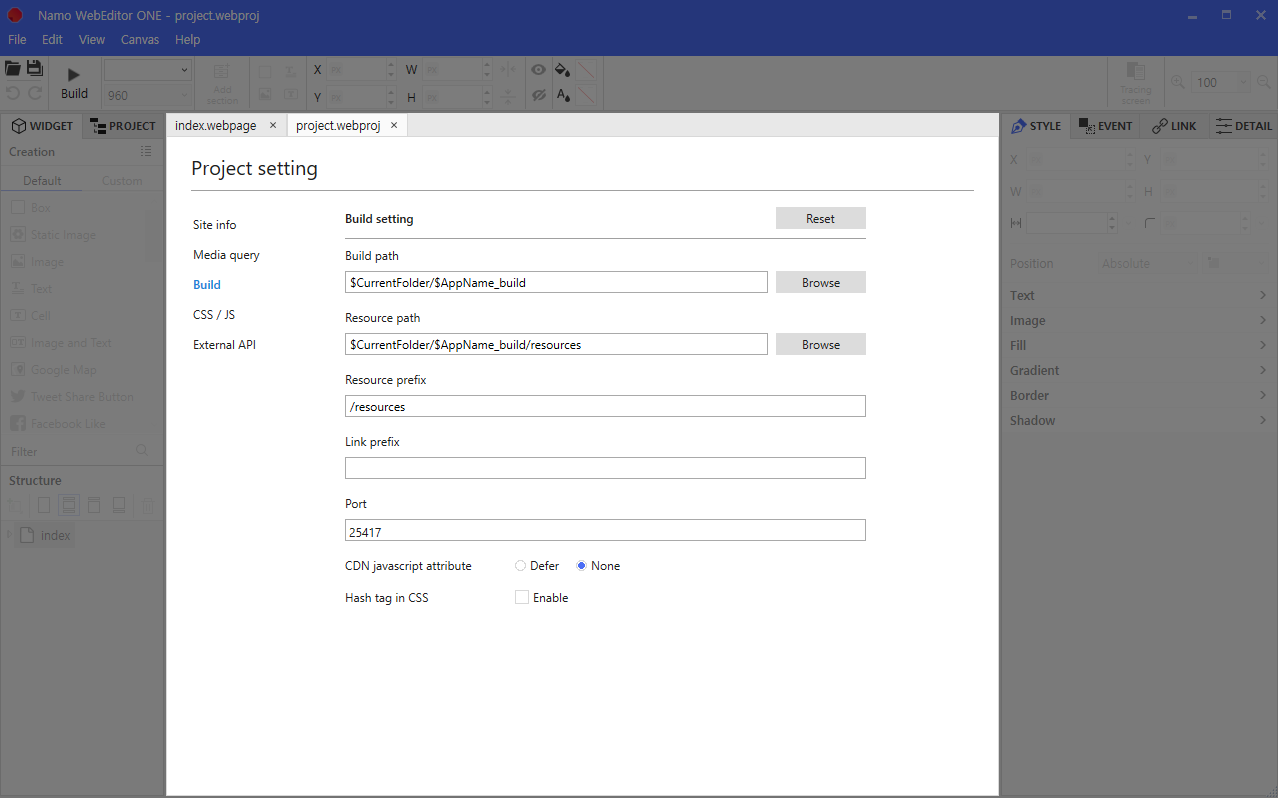 Namo WebEditor ONE - project.webproj
File Edit View Canvas Help
Build
960
Add section
X PX W PX
Y PX H PX
A
Tracing screen
100
WIDGET PROJECT
index.webpage × project.webproj ×
STYLE EVENT LINK DETAIL
Creation
Default Custom
Box
Static Image
Image
Text
Cell
Image and Text
Google Map
Tweet Share Button
Facebook Like
Filter
Structure
index
Project setting
Site info
Media query
Build
CSS / JS
External API
Build setting Reset
Build path
$CurrentFolder/$AppName_build Browse
Resource path
$CurrentFolder/$AppName_build/resources Browse
Resource prefix
/resources
Link prefix
Port
25417
CDN javascript attribute Defer None
Hash tag in CSS Enable
X Y
W H
Position Absolute
Text
Image
Fill
Gradient
Border
Shadow